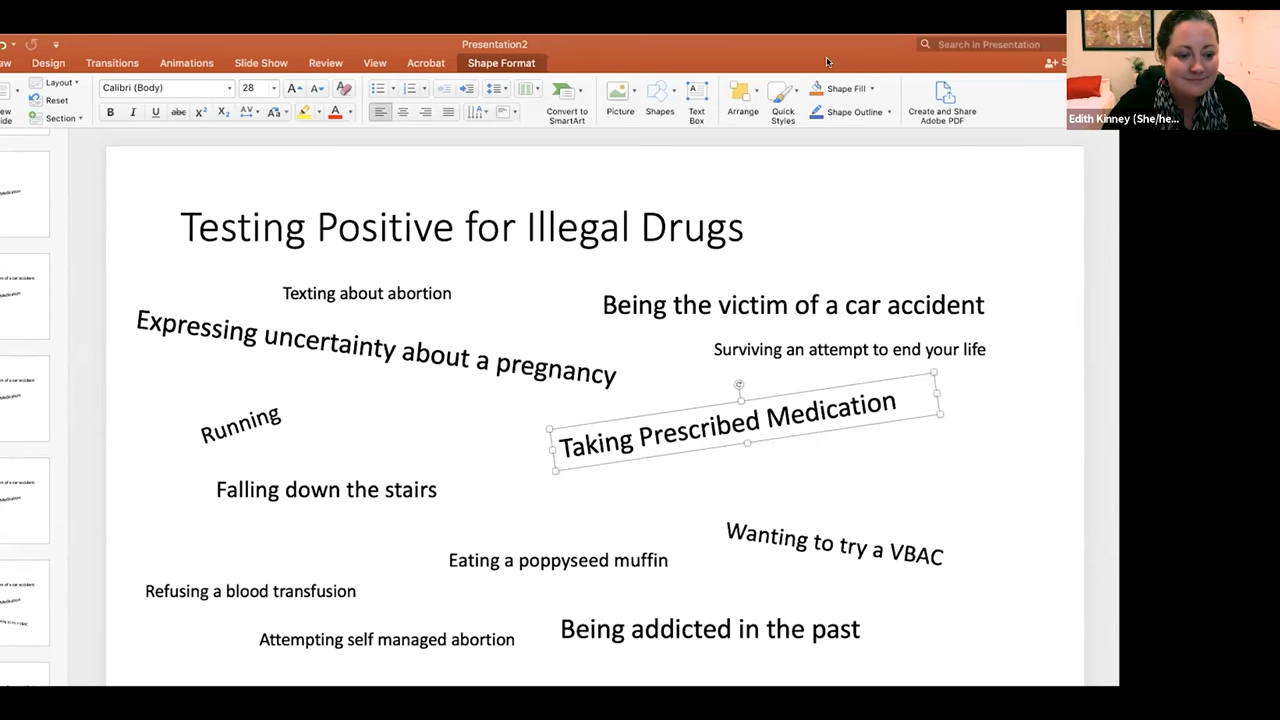 Presentation2
Search in Presentation
aw
Design
Transitions
Animations
Slide Show
Review
View
Acrobat
Shape Format
Layout
Reset
Section
Calibri (Body)
28
Convert to
SmartArt
Picture
Shapes
Text
Box
Arrange
Quick
Styles
Shape Fill
Shape Outline
Create and Share
Adobe PDF
Edith Kinney (She/he...
Testing Positive for Illegal Drugs
Texting about abortion
Being the victim of a car accident
Expressing uncertainty about a pregnancy
Surviving an attempt to end your life
Running
Taking Prescribed Medication
Falling down the stairs
Wanting to try a VBAC
Eating a poppyseed muffin
Refusing a blood transfusion
Being addicted in the past
Attempting self managed abortion